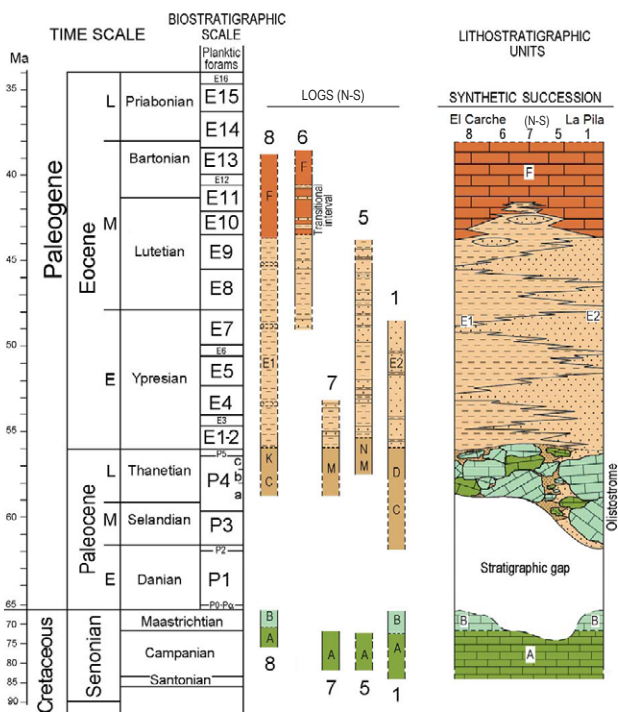 BIOSTRATIGRAPHIC
SCALE
TIME SCALE
Planktic
forams
LITHOSTRATIGRAPHIC
UNITS
LOGS (N-S)
SYNTHETIC SUCCESSION
El Carche (N-S) La Pila
8 6 7 5 1
Ma
35
40
45
50
55
60
65
70
75
80
85
90
Paleogene
Cretaceous
Eocene
Paleocene
Senonian
L
M
E
L
M
E
Priabonian
Bartonian
Lutetian
Ypresian
Thanetian
Selandian
Danian
Maastrichtian
Campanian
Santonian
E16
E15
E14
E13
E12
E11
E10
E9
E8
E7
E6
E5
E4
E3
E1-2
P5
P4
c
b
a
P3
P2
P1
P0-Pα
8
F
E1
K
C
B
A
8
6
F
Transitional
interval
7
M
A
7
5
N
M
A
5
1
E2
D
C
B
A
1
F
E1
E2
Olistostrome
Stratigraphic gap
B
B
A